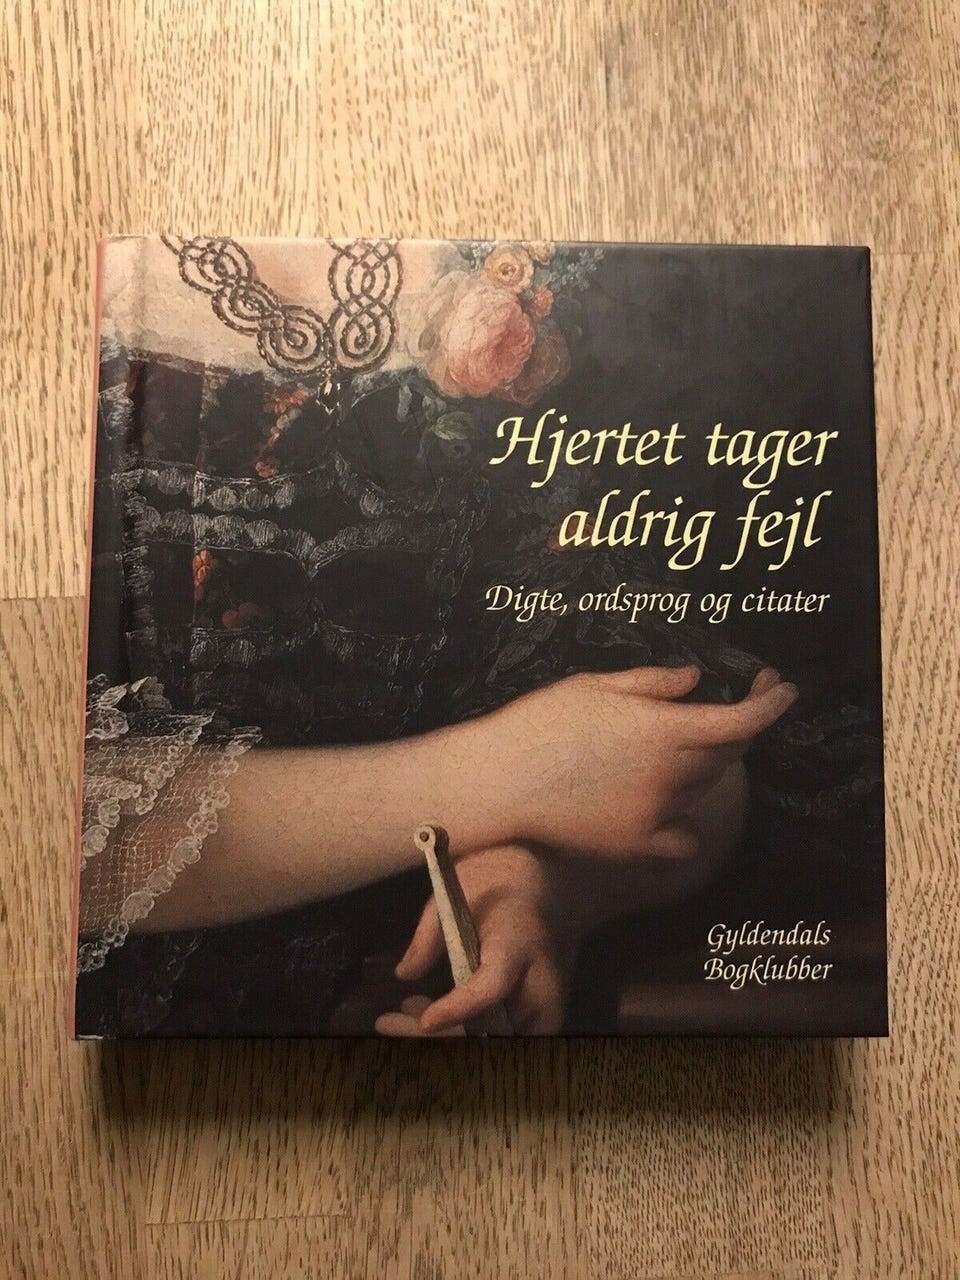 Hjertet tager
aldrig fejl
Digte, ordsprog og citater
Gyldendals
Bogklubber